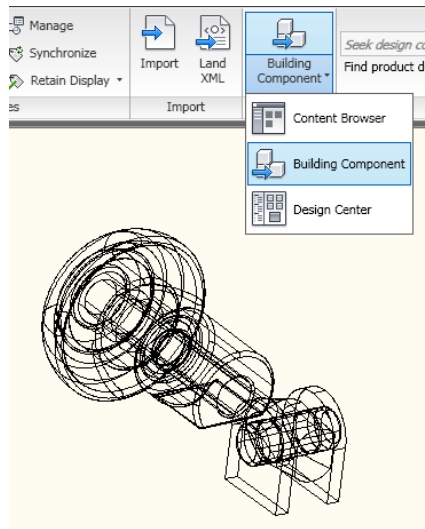 Manage
Synchronize
Retain Display
es
Import
Land
XML
Import
Building
Component
Seek design co
Find product d
Content Browser
Building Component
Design Center